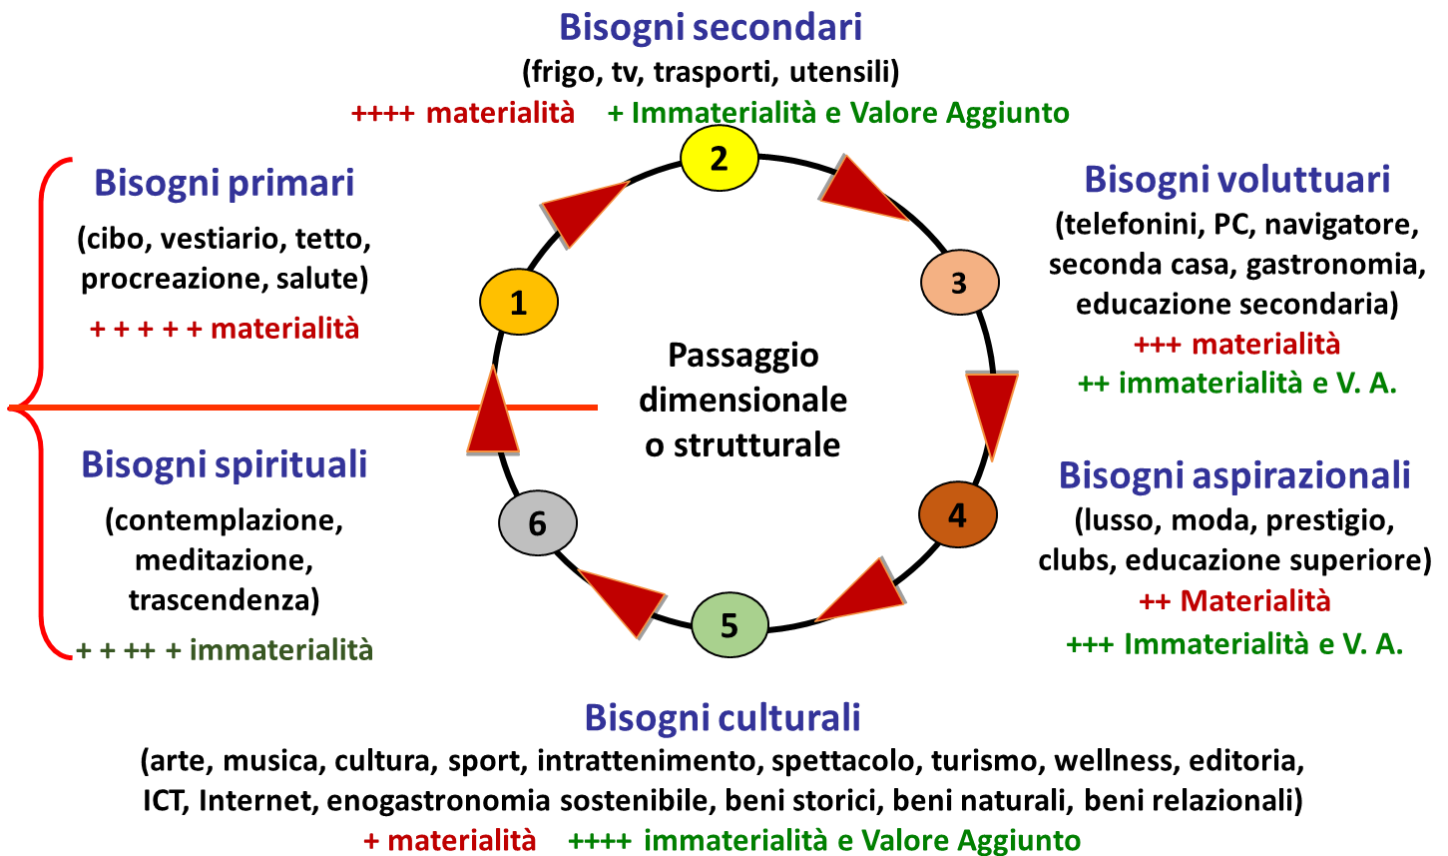 Bisogni secondari
(frigo, tv, trasporti, utensili)
++++ materialità + Immaterialità e Valore Aggiunto
2
Bisogni primari
(cibo, vestiario, tetto,
procreazione, salute)
+ + + + + materialità
1
Bisogni voluttuari
(telefonini, PC, navigatore,
seconda casa, gastronomia,
educazione secondaria)
+++ materialità
++ immaterialità e V. A.
3
Passaggio
dimensionale
o strutturale
Bisogni spirituali
(contemplazione,
meditazione,
trascendenza)
+ + ++ + immaterialità
6
Bisogni aspirazionali
(lusso, moda, prestigio,
clubs, educazione superiore)
++ Materialità
+++ Immaterialità e V. A.
4
5
Bisogni culturali
(arte, musica, cultura, sport, intrattenimento, spettacolo, turismo, wellness, editoria,
ICT, Internet, enogastronomia sostenibile, beni storici, beni naturali, beni relazionali)
+ materialità ++++ immaterialità e Valore Aggiunto